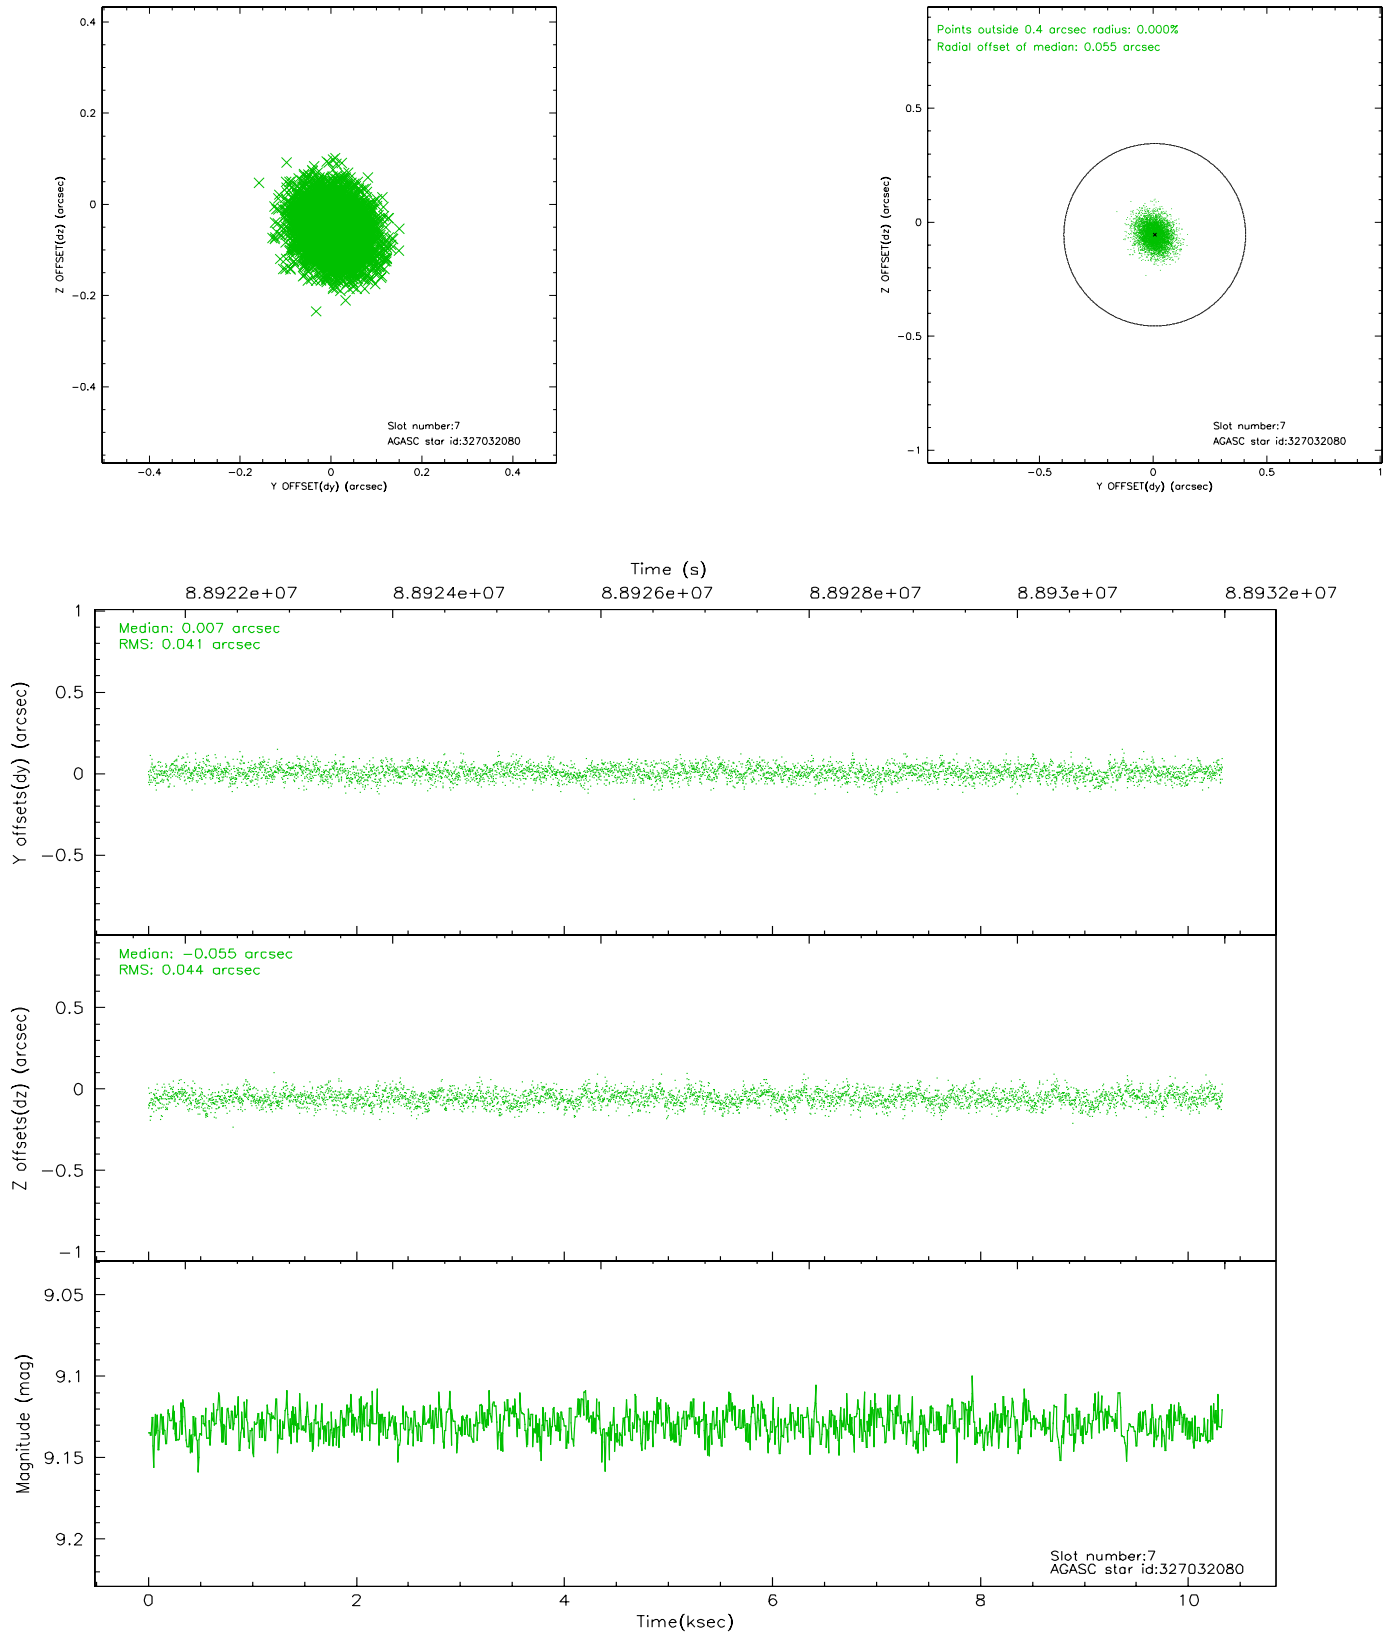 0.4
0.2
0
−0.2
−0.4
Z OFFSET(dz) (arcsec)
Slot number:7
AGASC star id:327032080
−0.4 −0.2 0 0.2 0.4
Y OFFSET(dy) (arcsec)
Points outside 0.4 arcsec radius: 0.000%
Radial offset of median: 0.055 arcsec
0.5
0
−0.5
−1
Z OFFSET(dz) (arcsec)
Slot number:7
AGASC star id:327032080
−0.5 0 0.5 1
Y OFFSET(dy) (arcsec)
Time (s)
8.8922e+07 8.8924e+07 8.8926e+07 8.8928e+07 8.893e+07 8.8932e+07
Median: 0.007 arcsec
RMS: 0.041 arcsec
1
0.5
0
−0.5
Y offsets(dy) (arcsec)
Median: −0.055 arcsec
RMS: 0.044 arcsec
0.5
0
−0.5
−1
Z offsets(dz) (arcsec)
9.05
9.1
9.15
9.2
Magnitude (mag)
Slot number:7
AGASC star id:327032080
0 2 4 6 8 10
Time(ksec)